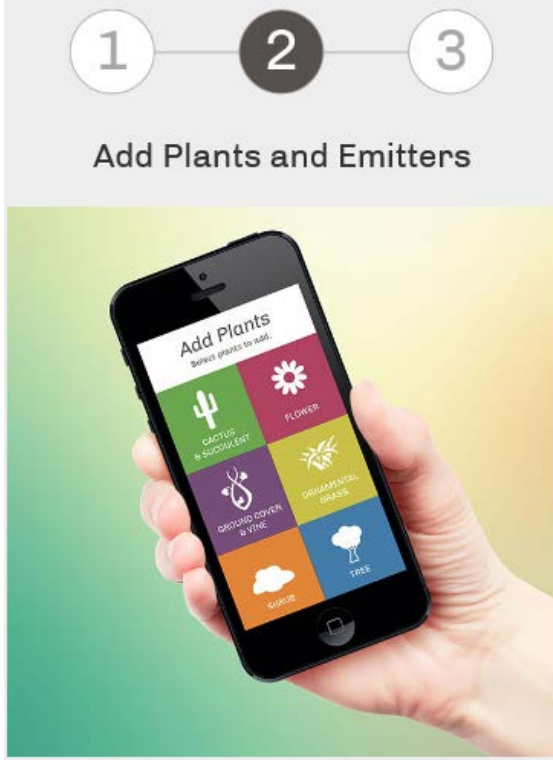 1 2 3
Add Plants and Emitters
Add Plants
Select plants to add.
CACTUS
& SUCCULENT
FLOWER
GROUND COVER
& VINE
ORNAMENTAL
GRASS
SHRUB
TREE